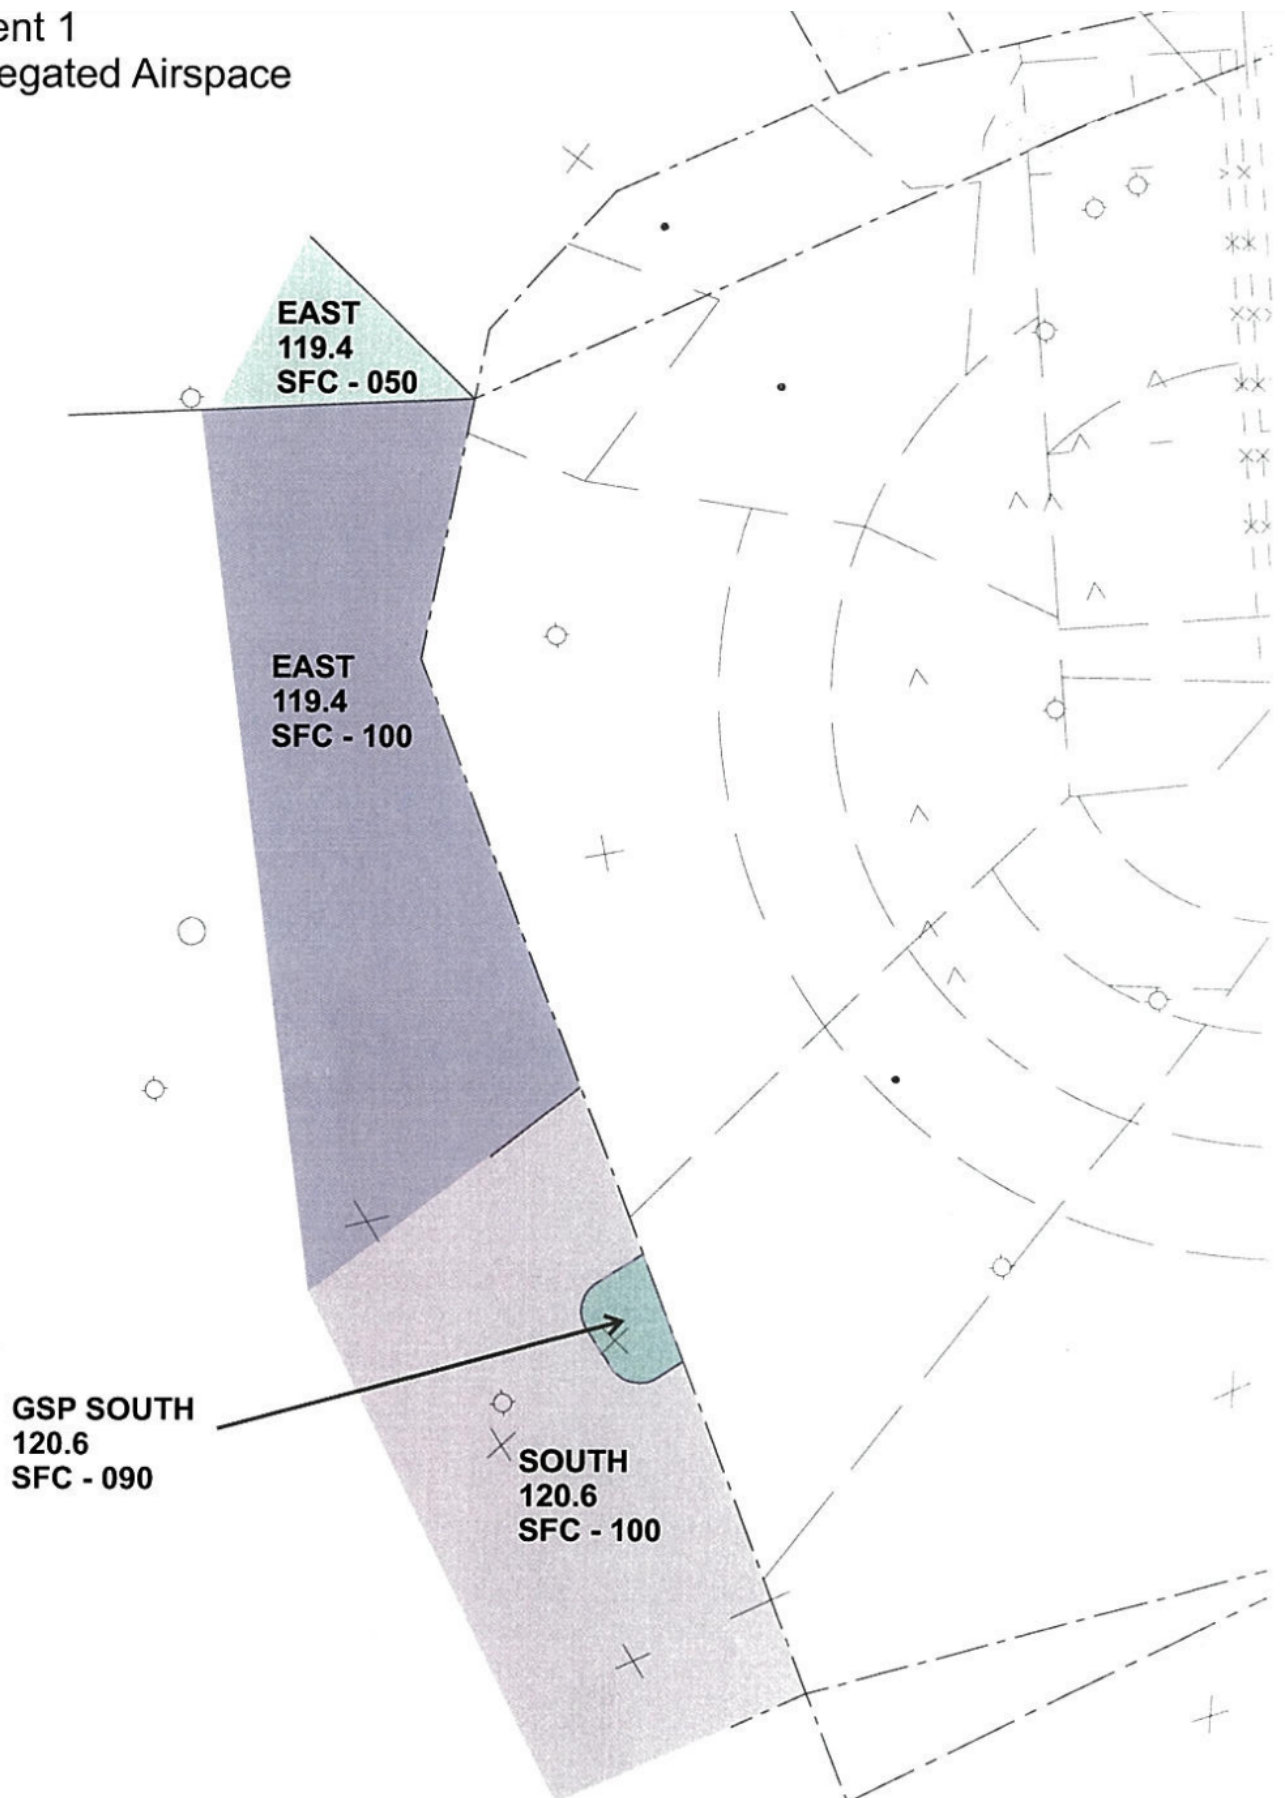 ent 1
egated Airspace
EAST
119.4
SFC - 050
EAST
119.4
SFC - 100
GSP SOUTH
120.6
SFC - 090
SOUTH
120.6
SFC - 100